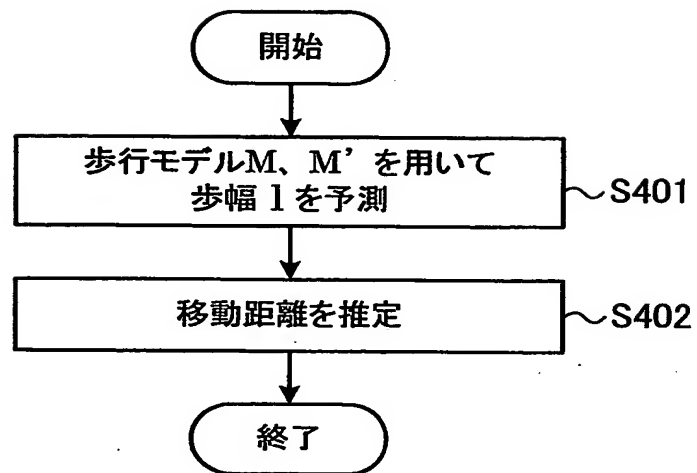 開始
歩行モデルM、M’を用いて
歩幅 l を予測
S401
移動距離を推定
S402
終了